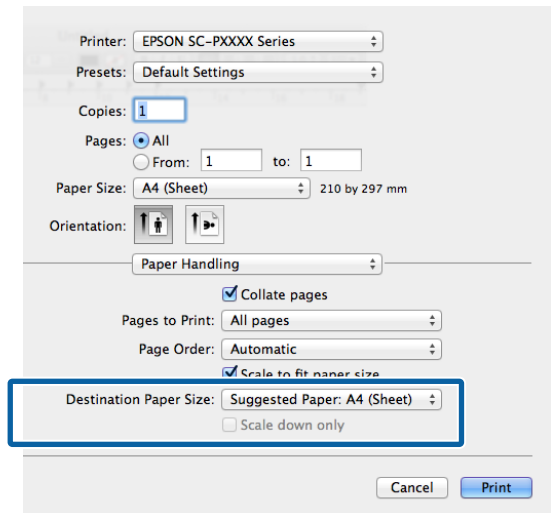 Printer: EPSON SC-PXXXX Series
Presets: Default Settings
Copies: 1
Pages: All
From: 1 to: 1
Paper Size: A4 (Sheet) 210 by 297 mm
Orientation:
Paper Handling
Collate pages
Pages to Print: All pages
Page Order: Automatic
Scale to fit paper size
Destination Paper Size: Suggested Paper: A4 (Sheet)
Scale down only
Cancel Print